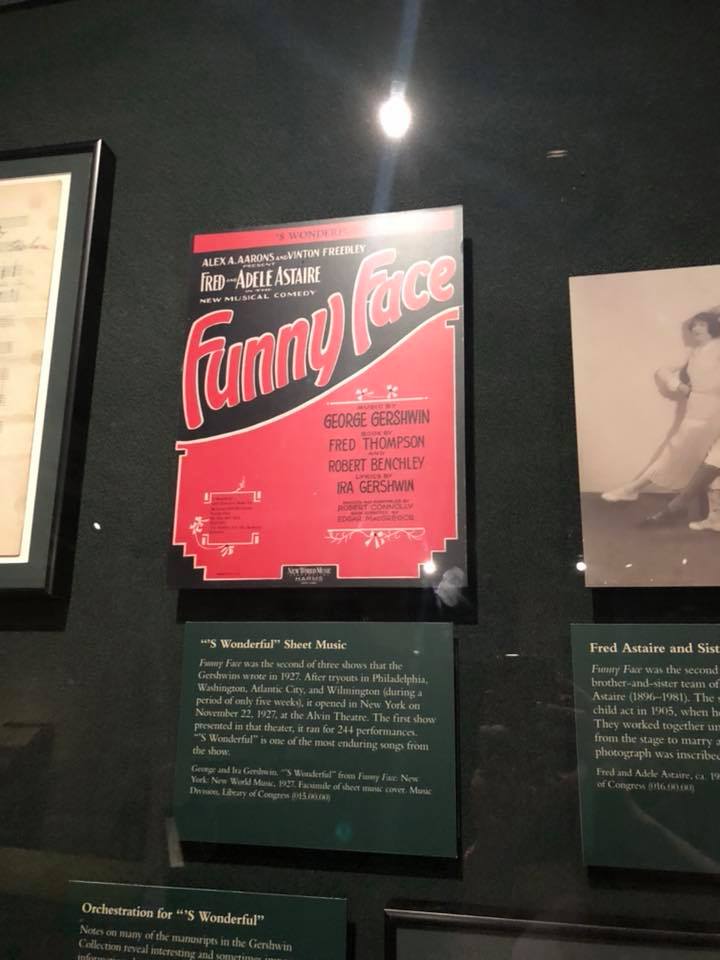 'S WONDERFUL
ALEX A. AARONS AND VINTON FREEDLEY
PRESENT
FRED AND ADELE ASTAIRE
IN THE
NEW MUSICAL COMEDY
Funny Face
MUSIC BY
GEORGE GERSHWIN
BOOK BY
FRED THOMPSON
AND
ROBERT BENCHLEY
LYRICS BY
IRA GERSHWIN
ROBERT CONNOLLY
EDGAR MACGREGOR
NEW WORLD MUSIC
HARMS
"'S Wonderful" Sheet Music
Funny Face was the second of three shows that the
Gershwins wrote in 1927. After tryouts in Philadelphia,
Washington, Atlantic City, and Wilmington (during a
period of only five weeks), it opened in New York on
November 22, 1927, at the Alvin Theatre. The first show
presented in that theater, it ran for 244 performances.
"'S Wonderful" is one of the most enduring songs from
the show.
George and Ira Gershwin. "'S Wonderful" from Funny Face. New
York: New World Music, 1927. Facsimile of sheet music cover. Music
Division, Library of Congress (015.00.00)
Fred Astaire and Sist
Funny Face was the second
brother-and-sister team of
Astaire (1896–1981). The
child act in 1905, when h
They worked together un
from the stage to marry a
photograph was inscribe
Fred and Adele Astaire, ca. 19
of Congress (016.00.00)
Orchestration for "'S Wonderful"
Notes on many of the manuscripts in the Gershwin
Collection reveal interesting and sometimes